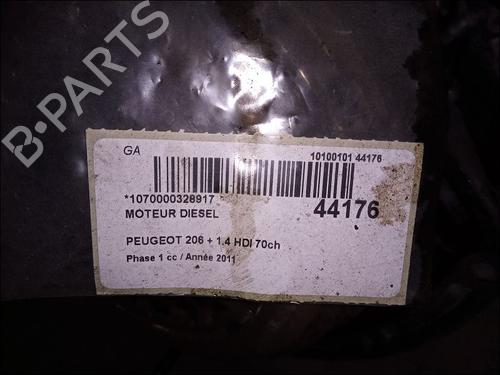 B-PARTS
GA
10100101 44176
*1070000328917
44176
MOTEUR DIESEL
PEUGEOT 206 + 1.4 HDI 70ch
Phase 1 cc / Année 2011